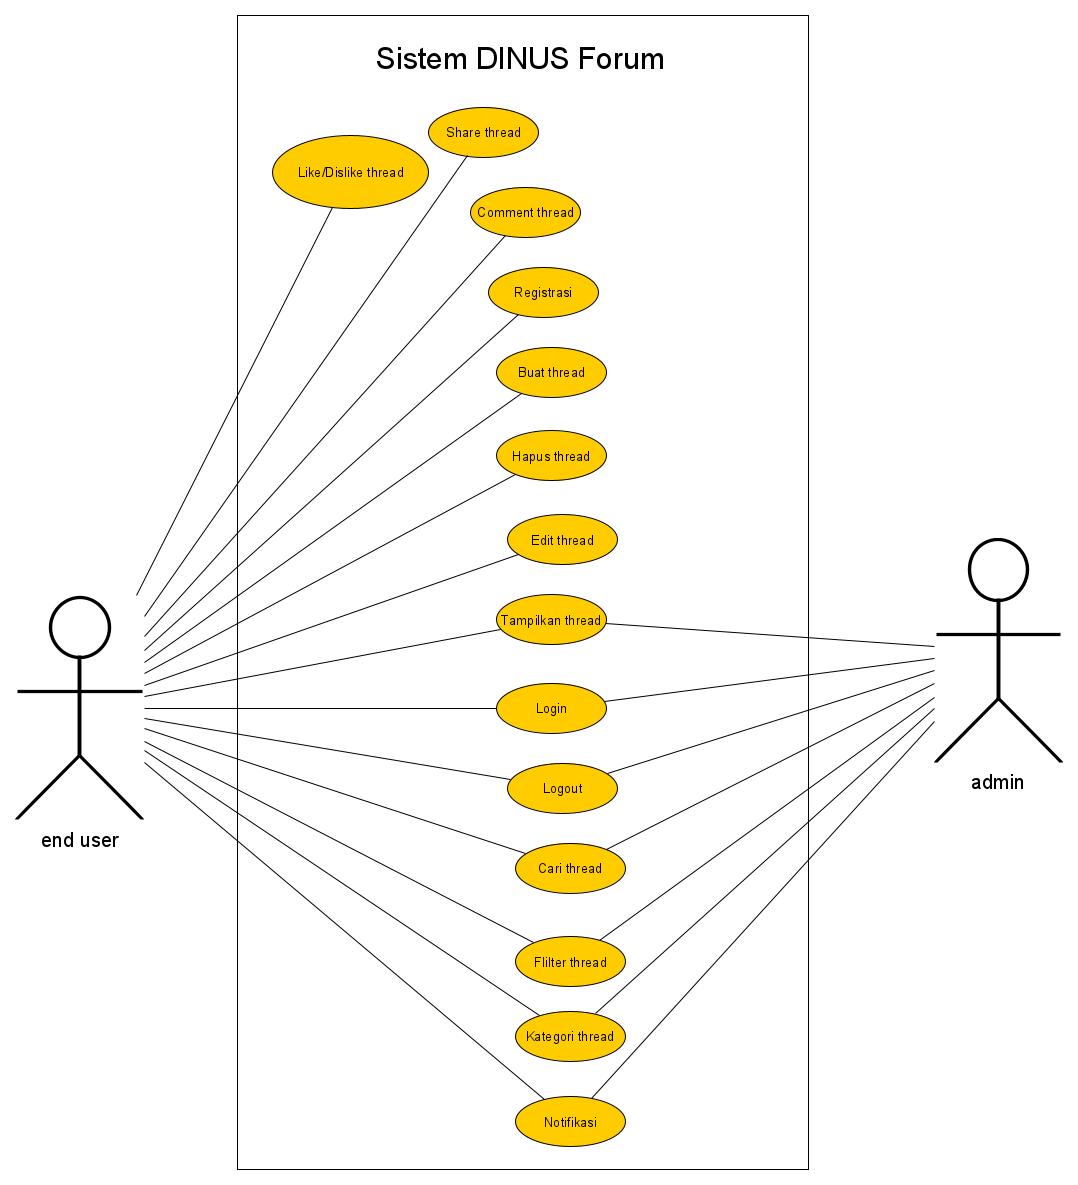 Sistem DINUS Forum
Share thread
Like/Dislike thread
Comment thread
Registrasi
Buat thread
Hapus thread
Edit thread
Tampilkan thread
Login
Logout
Cari thread
Flilter thread
Kategori thread
Notifikasi
end user
admin